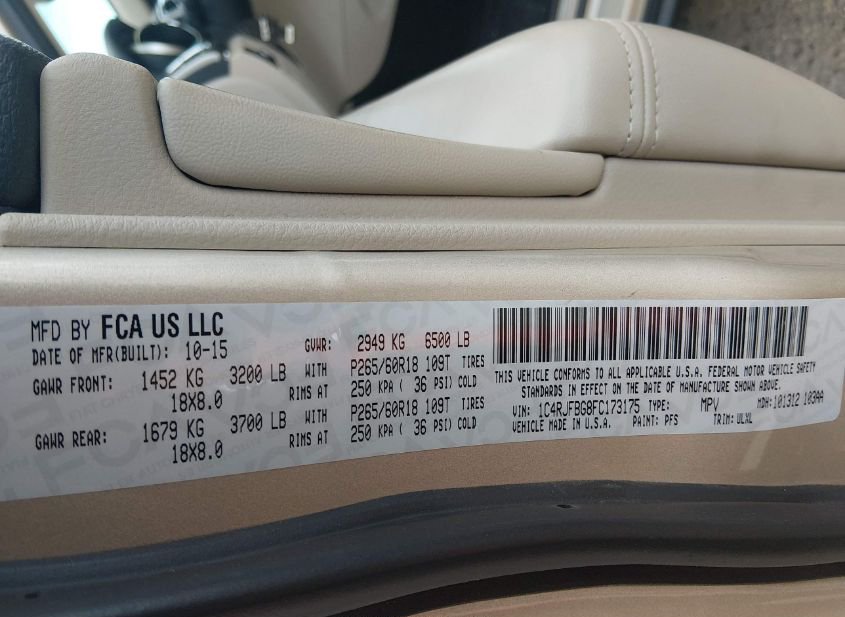 MFD BY FCA US LLC
DATE OF MFR(BUILT): 10-15 GVWR: 2949 KG 6500 LB
GAWR FRONT: 1452 KG 3200 LB WITH P265/60R18 109T TIRES
18X8.0 RIMS AT 250 KPA ( 36 PSI) COLD
GAWR REAR: 1679 KG 3700 LB WITH P265/60R18 109T TIRES
18X8.0 RIMS AT 250 KPA ( 36 PSI) COLD
THIS VEHICLE CONFORMS TO ALL APPLICABLE U.S.A. FEDERAL MOTOR VEHICLE SAFETY
STANDARDS IN EFFECT ON THE DATE OF MANUFACTURE SHOWN ABOVE.
VIN: 1C4RJFBG8FC173175 TYPE: MPV MDH: 101312 103AA
VEHICLE MADE IN U.S.A. PAINT: PFS TRIM: ULXL